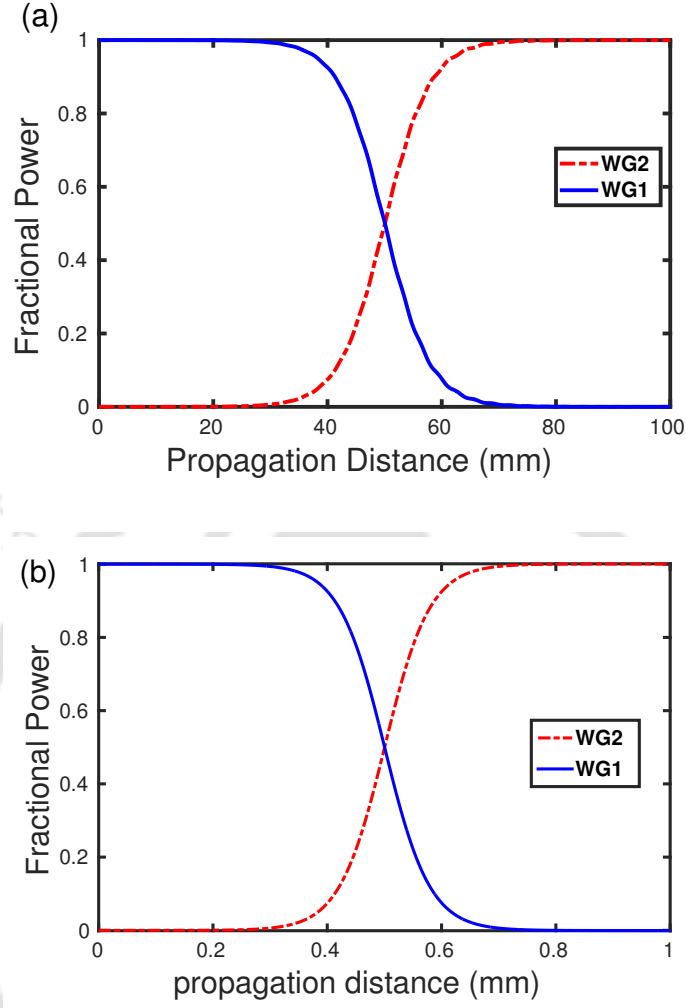 (a)
1
0.8
0.6
0.4
0.2
0
Fractional Power
WG2
WG1
0 20 40 60 80 100
Propagation Distance (mm)
(b)
1
0.8
0.6
0.4
0.2
0
Fractional Power
WG2
WG1
0 0.2 0.4 0.6 0.8 1
propagation distance (mm)